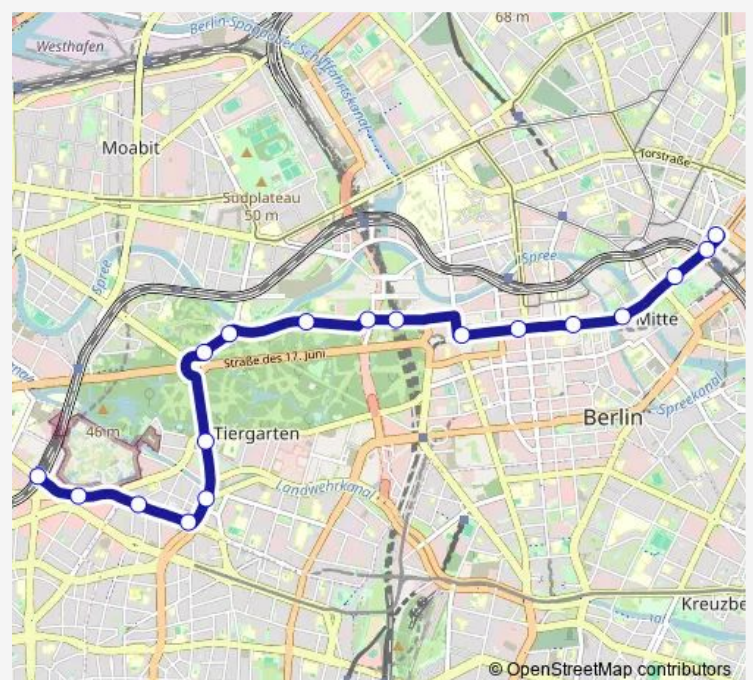 68 m
Westhafen
Berlin-Spandauer Schifffahrtskanal
Moabit
Torstraße
Südplateau
50 m
Spree
Spree
Mitte
Straße des 17. Juni
Spreekanal
Berlin
46 m
Tiergarten
Landwehrkanal
Kreuzbe
© OpenStreetMap contributors